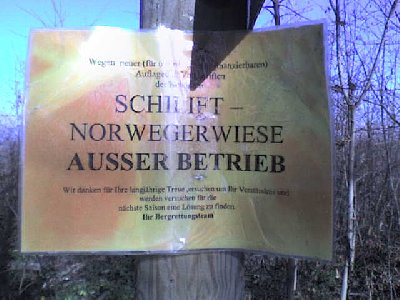 Wegen neuer (für
Auflagen
der
SCHILIFT –
NORWEGERWIESE
AUSSER BETRIEB
Wir danken für Ihre langjährige Treue, ersuchen um Ihr Verständnis und
werden versuchen für die
nächste Saison eine Lösung zu finden.
Ihr Bergrettungsteam